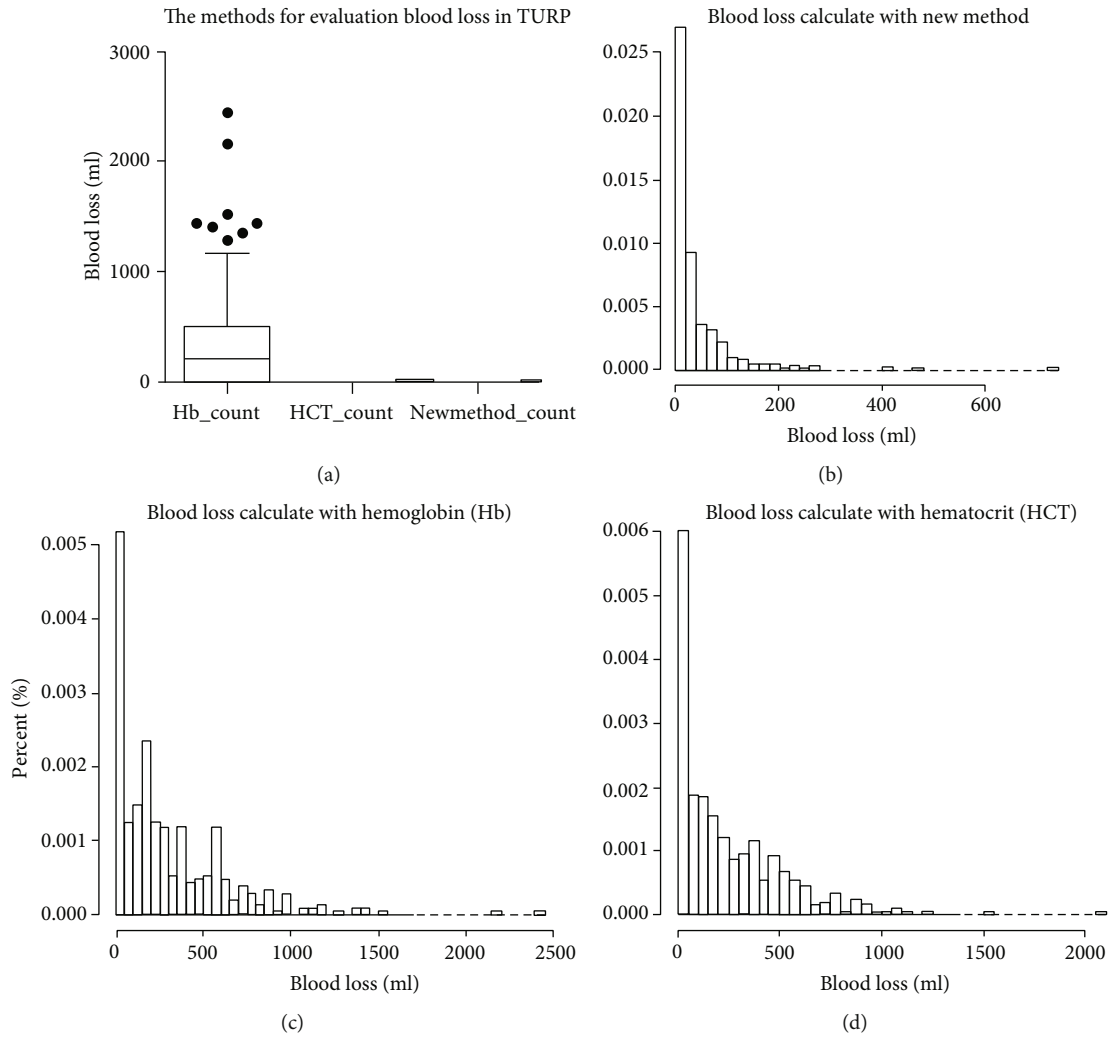 The methods for evaluation blood loss in TURP
3000
2000
1000
0
Blood loss (ml)
Hb_count
HCT_count
Newmethod_count
(a)
Blood loss calculate with new method
0.025
0.020
0.015
0.010
0.005
0.000
0
200
400
600
Blood loss (ml)
(b)
Blood loss calculate with hemoglobin (Hb)
0.005
0.004
0.003
0.002
0.001
0.000
Percent (%)
0
500
1000
1500
2000
2500
Blood loss (ml)
(c)
Blood loss calculate with hematocrit (HCT)
0.006
0.005
0.004
0.003
0.002
0.001
0.000
0
500
1000
1500
2000
Blood loss (ml)
(d)